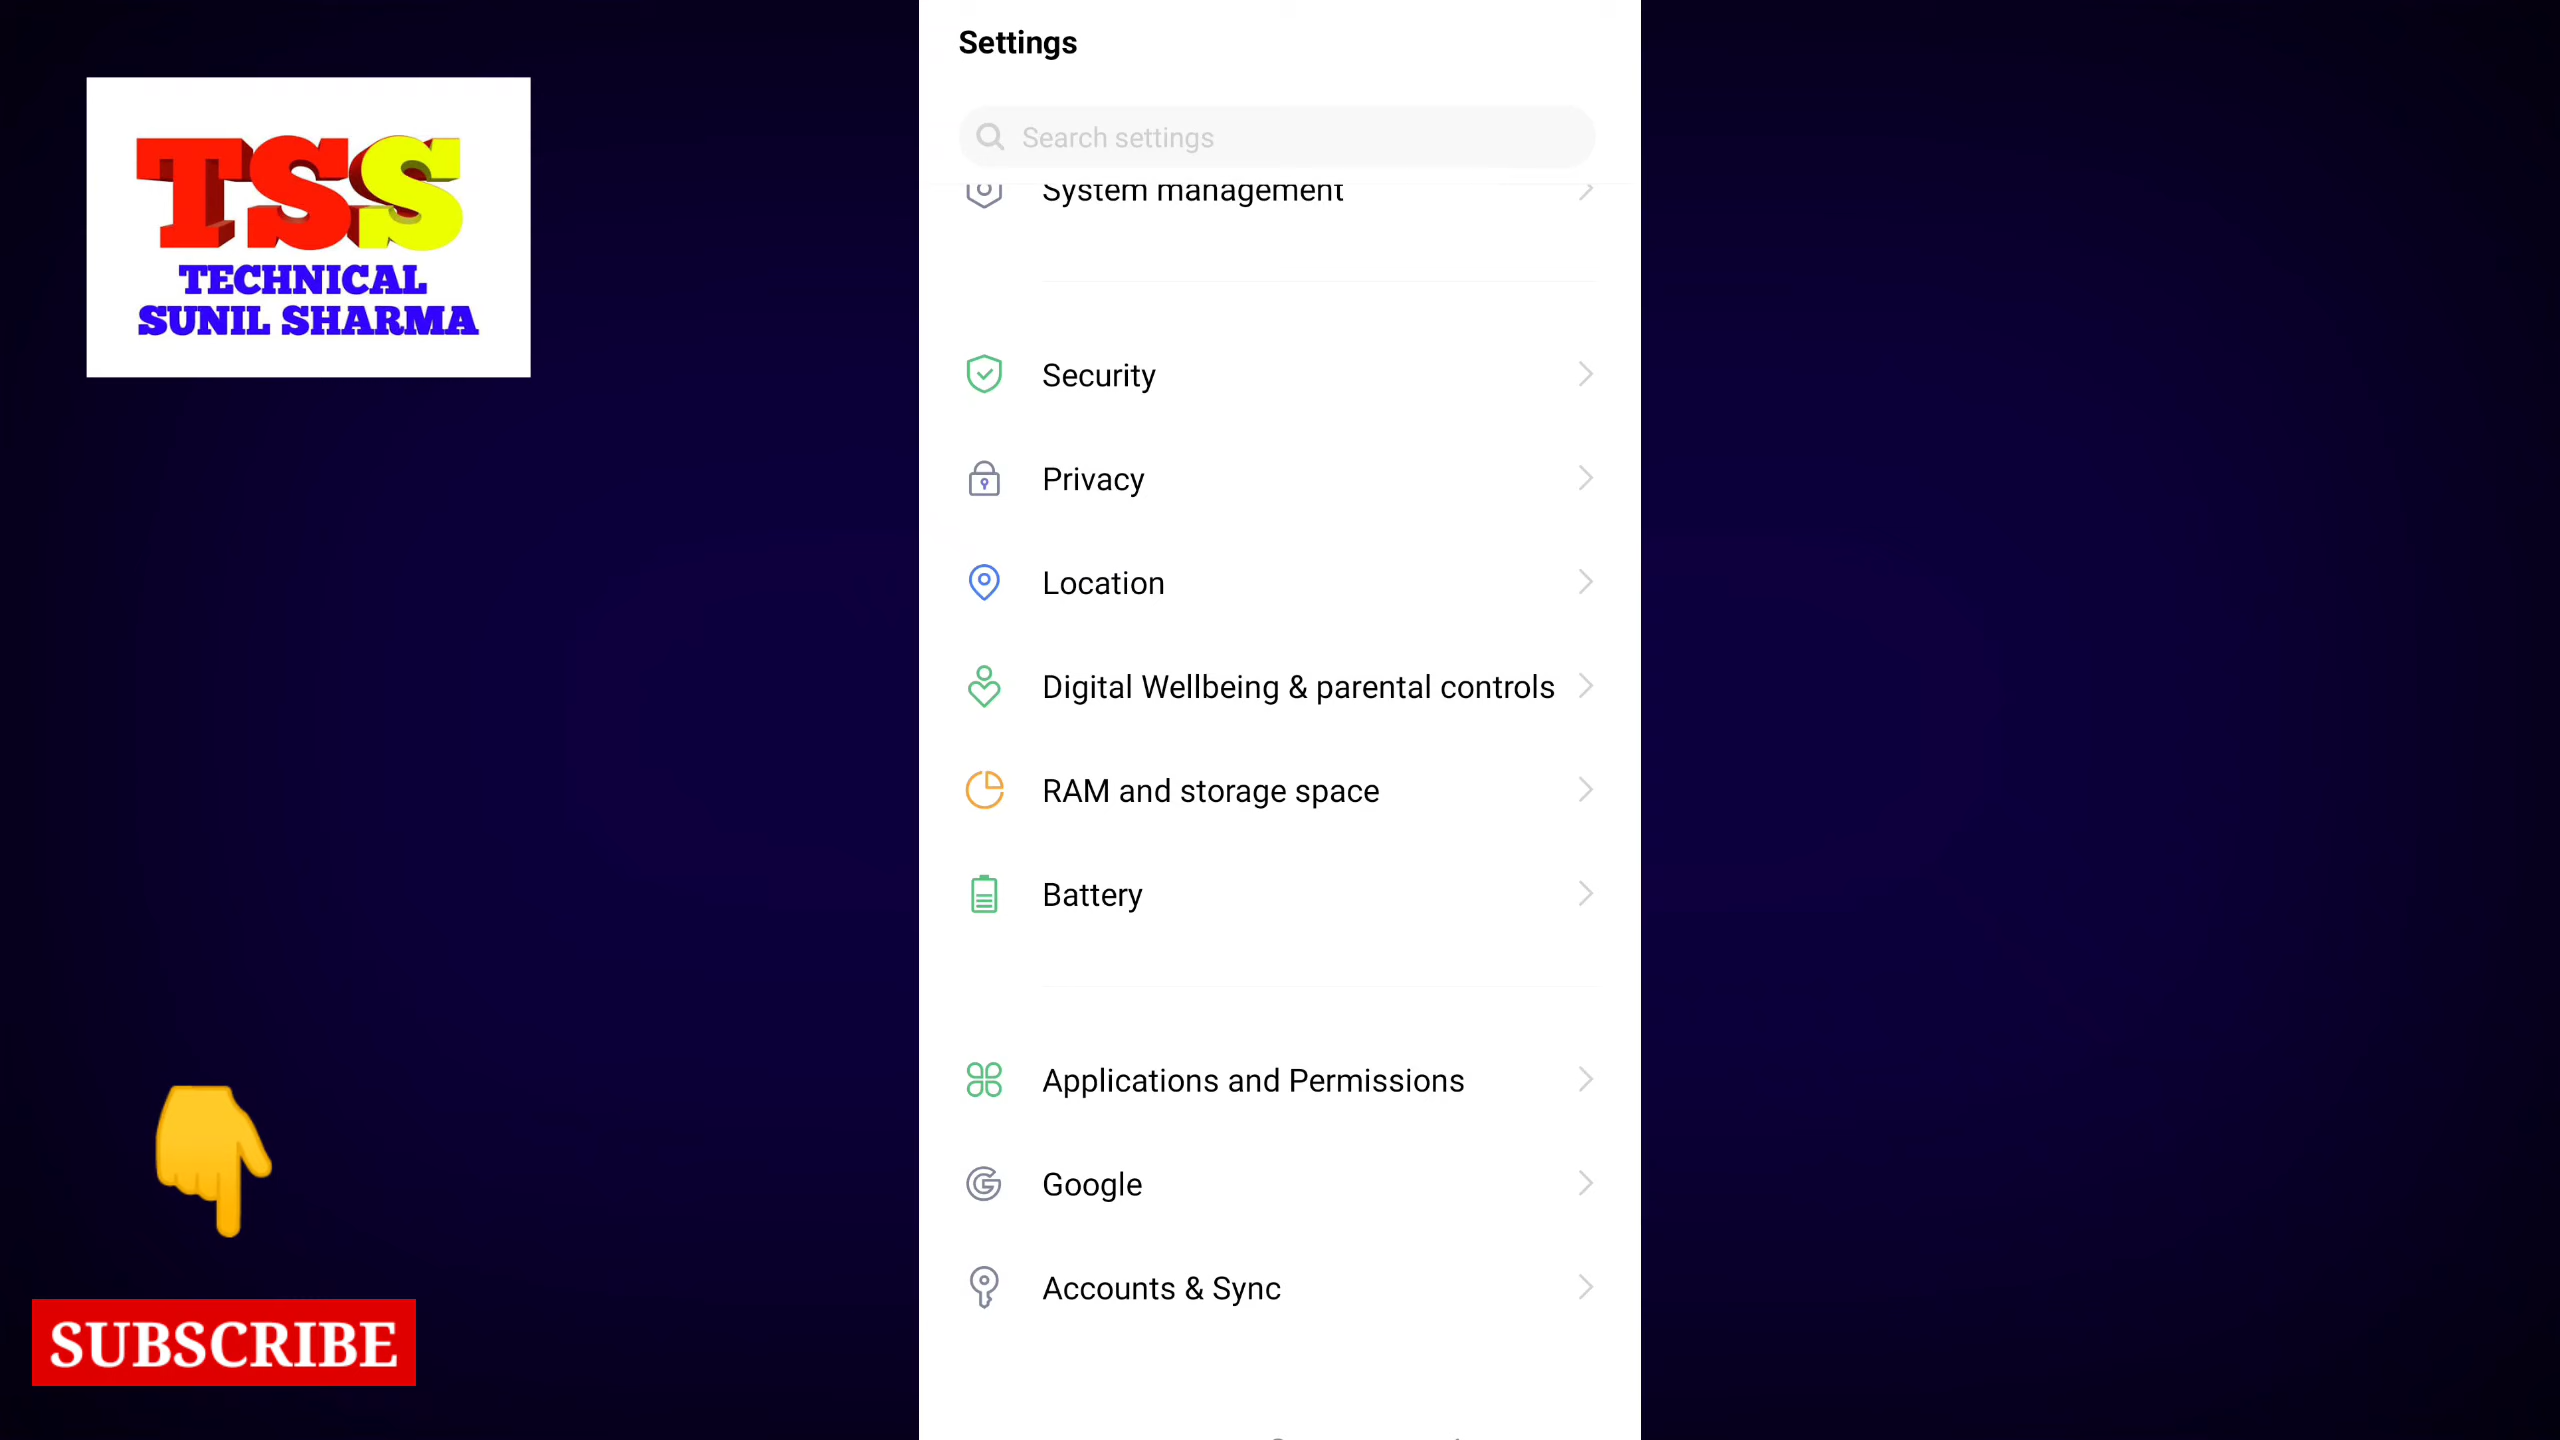 Settings
Search settings
System management
Security
Privacy
Location
Digital Wellbeing & parental controls
RAM and storage space
Battery
Applications and Permissions
Google
Accounts & Sync
TSS
TECHNICAL
SUNIL SHARMA
SUBSCRIBE